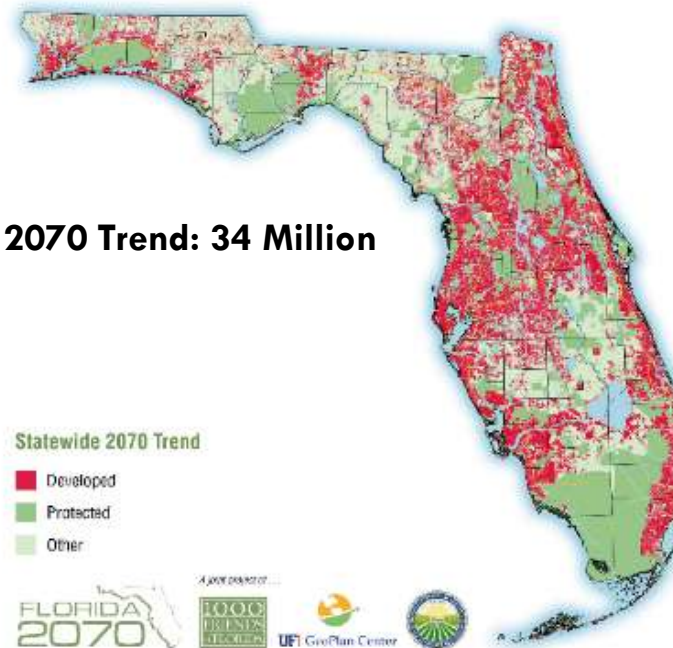 2070 Trend: 34 Million
Statewide 2070 Trend
Developed
Protected
Other
A joint project of ...
FLORIDA
2070
1000
FRIENDS
OF FLORIDA
UF GeoPlan Center